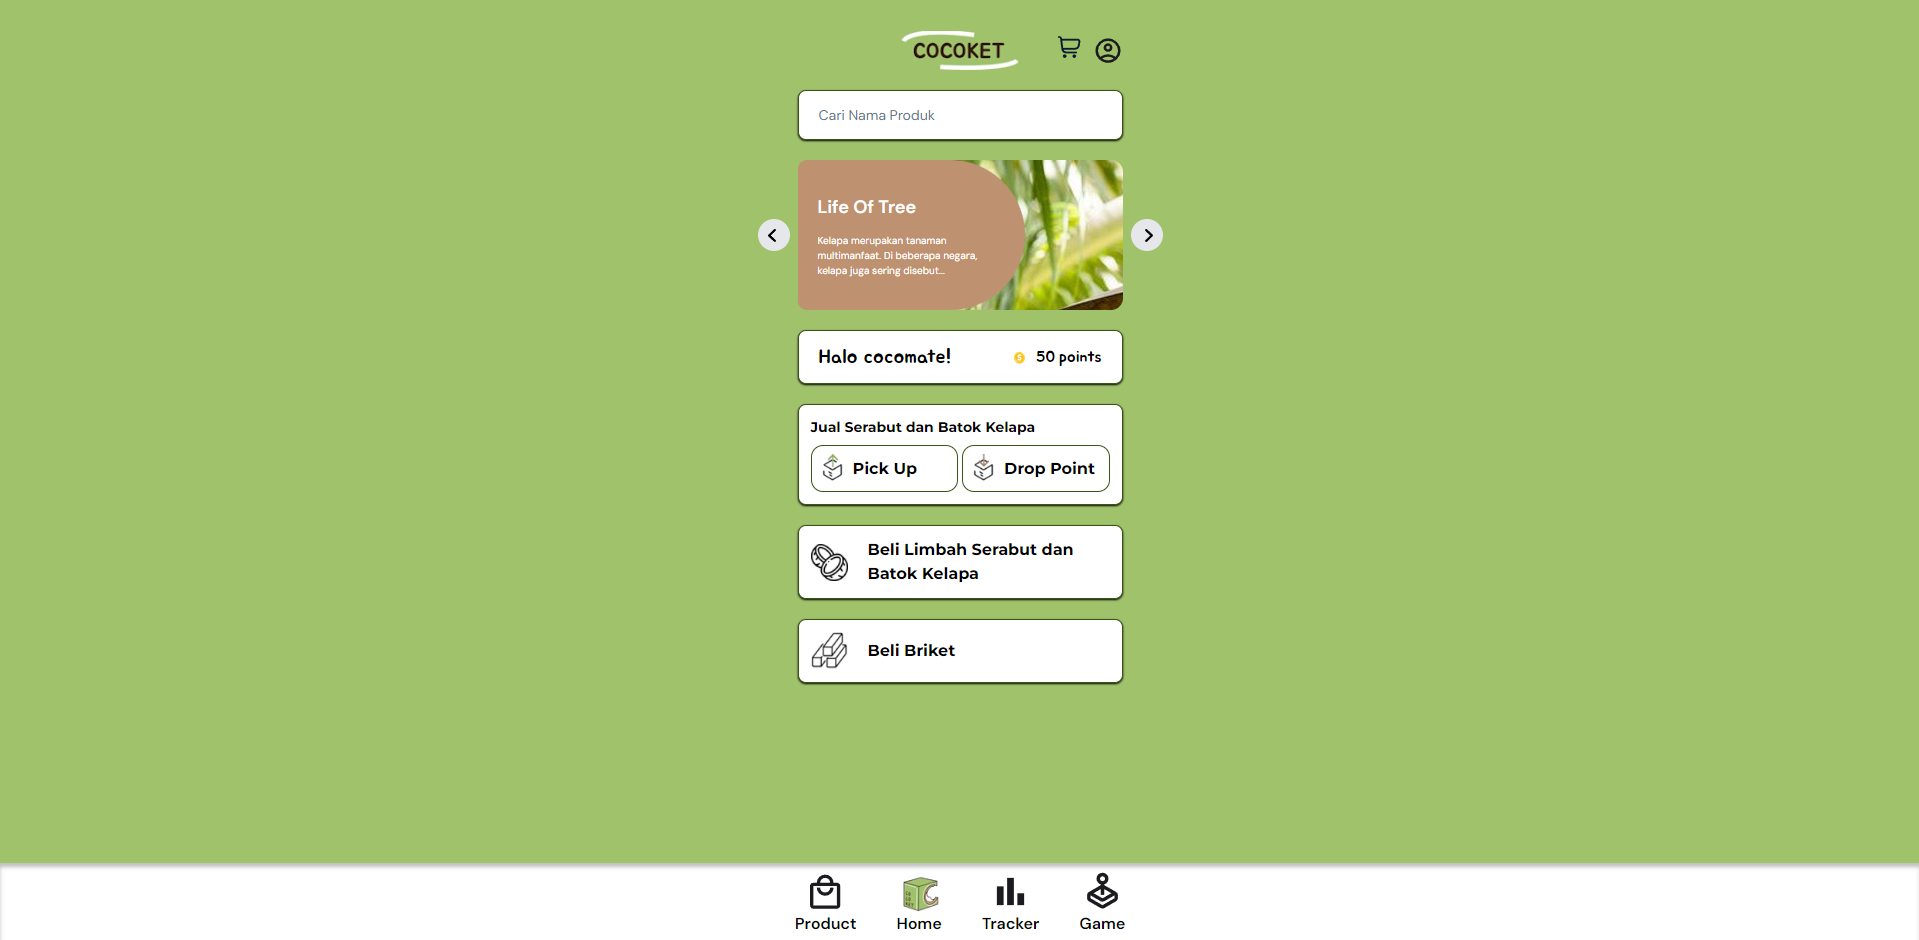 COCOKET
Cari Nama Produk
Life Of Tree
Kelapa merupakan tanaman
multimanfaat. Di beberapa negara,
kelapa juga sering disebut...
Halo cocomate!
50 points
Jual Serabut dan Batok Kelapa
Pick Up
Drop Point
Beli Limbah Serabut dan
Batok Kelapa
Beli Briket
Product
Home
Tracker
Game